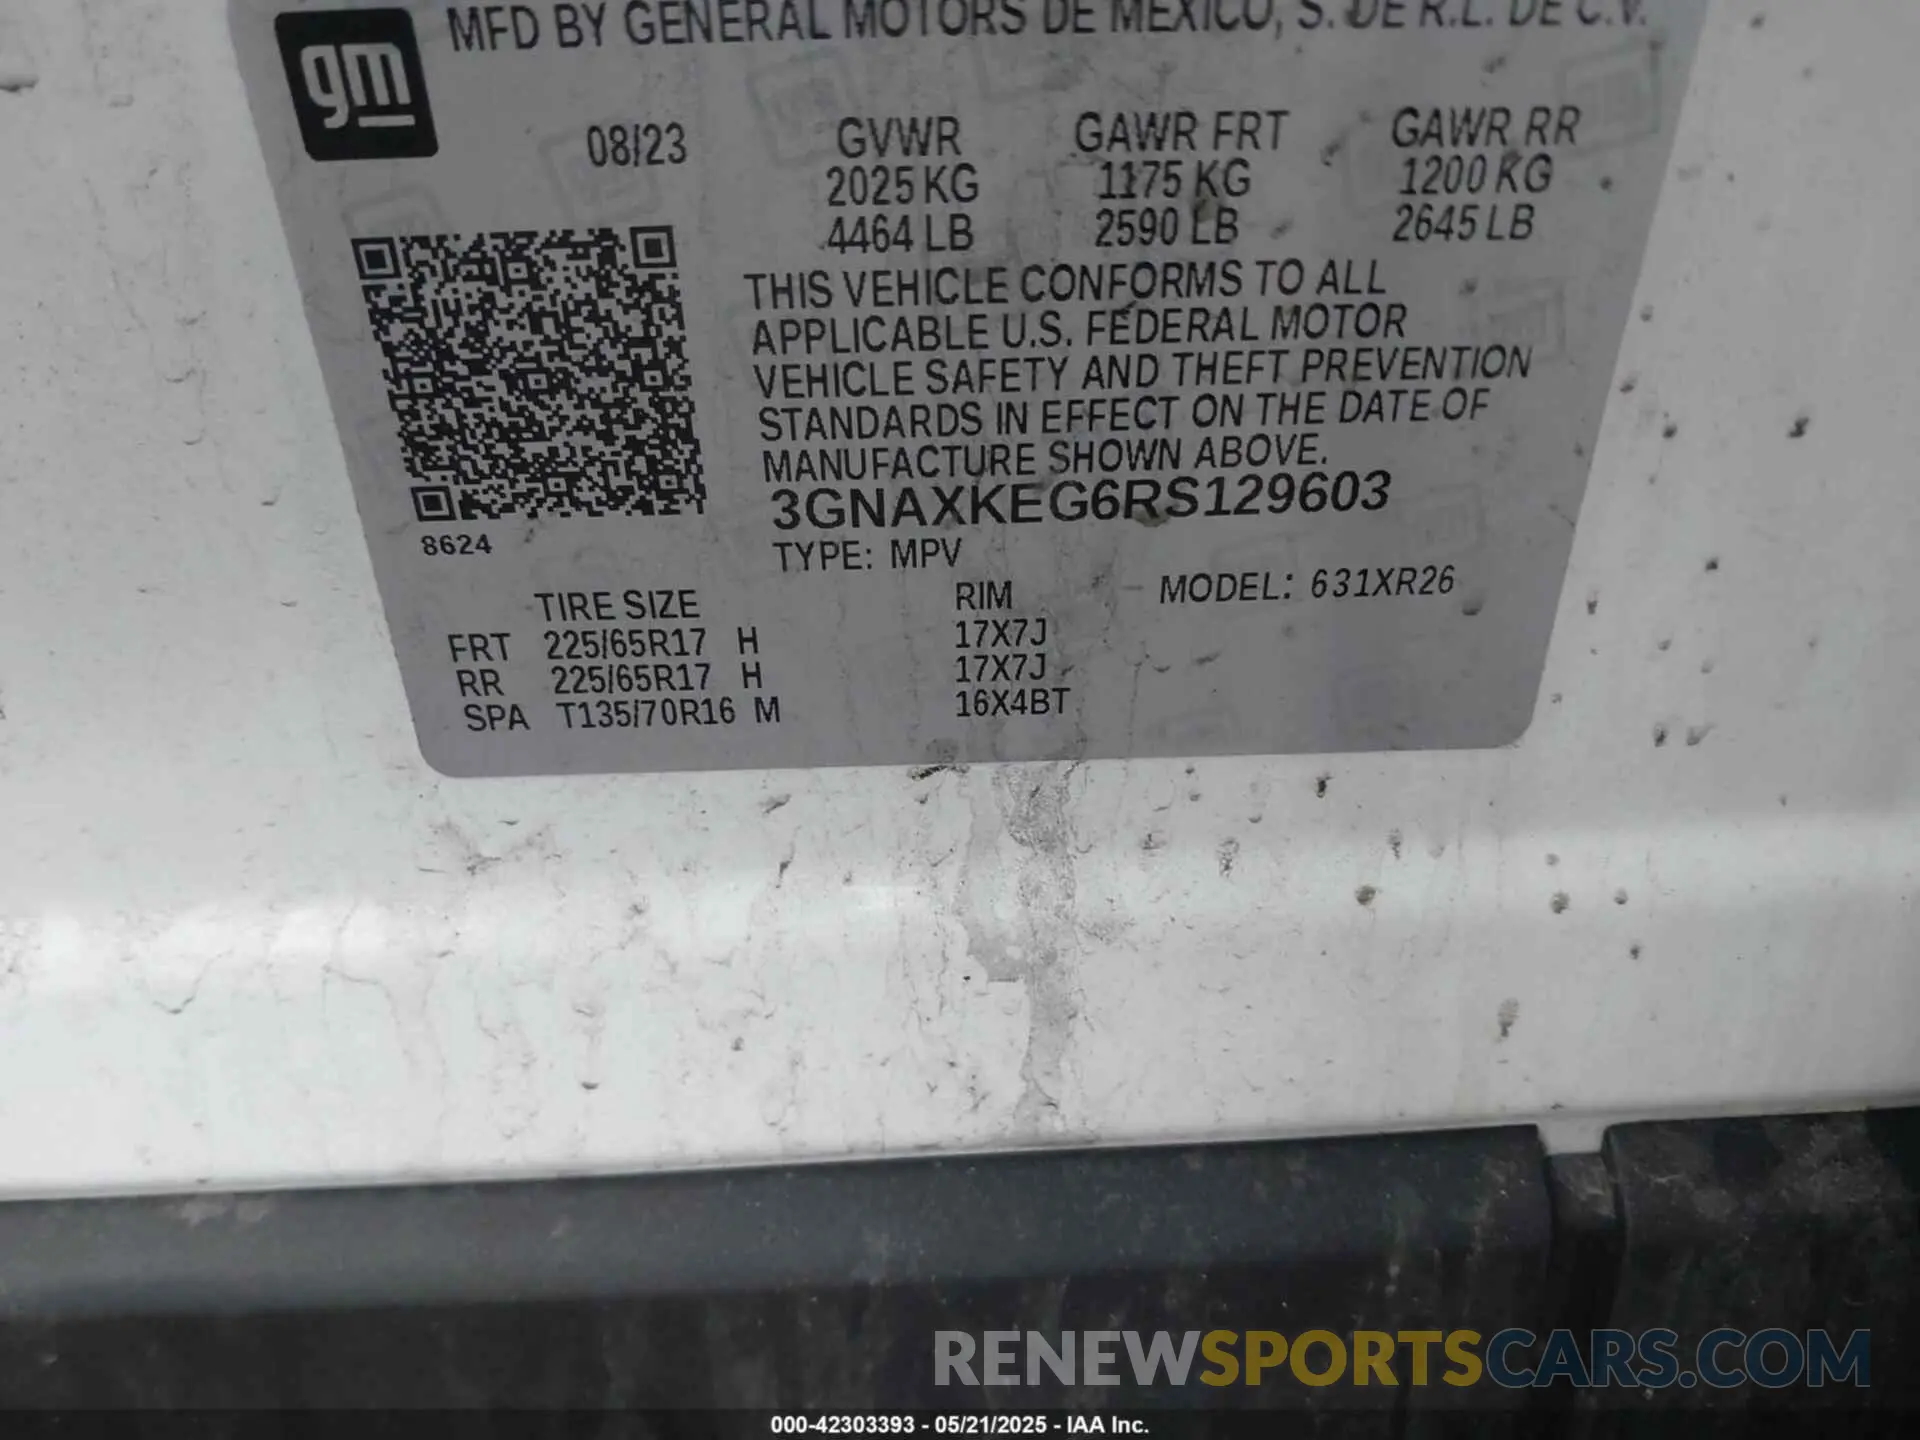 gm
MFD BY GENERAL MOTORS DE MEXICO, S. DE R.L. DE C.V.
08/23
GVWR GAWR FRT GAWR RR
2025 KG 1175 KG 1200 KG
4464 LB 2590 LB 2645 LB
THIS VEHICLE CONFORMS TO ALL
APPLICABLE U.S. FEDERAL MOTOR
VEHICLE SAFETY AND THEFT PREVENTION
STANDARDS IN EFFECT ON THE DATE OF
MANUFACTURE SHOWN ABOVE.
3GNAXKEG6RS129603
8624
TYPE: MPV
MODEL: 631XR26
TIRE SIZE RIM
FRT 225/65R17 H 17X7J
RR 225/65R17 H 17X7J
SPA T135/70R16 M 16X4BT
RENEWSPORTSCARS.COM
000-42303393 - 05/21/2025 - IAA Inc.